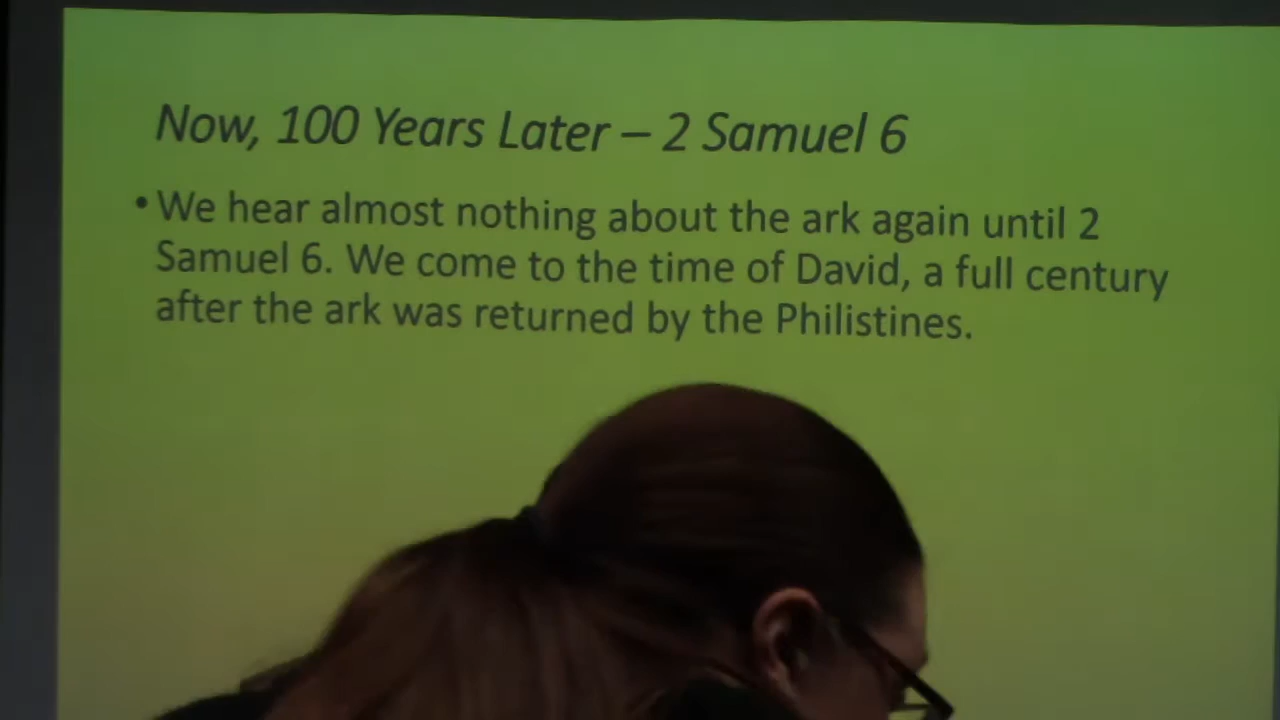 Now, 100 Years Later – 2 Samuel 6
• We hear almost nothing about the ark again until 2
Samuel 6. We come to the time of David, a full century
after the ark was returned by the Philistines.